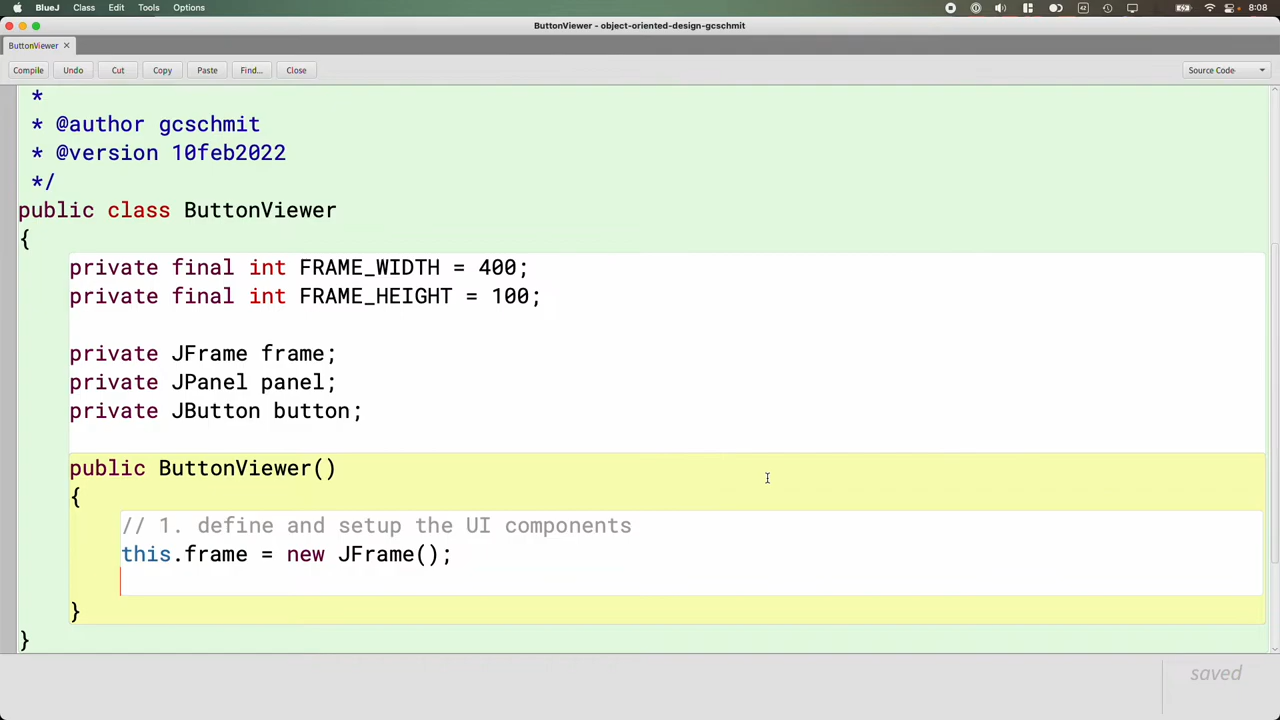 BlueJ Class Edit Tools Options 8:08
ButtonViewer - object-oriented-design-gcschmit
ButtonViewer ×
Compile Undo Cut Copy Paste Find... Close Source Code
*
* @author gcschmit
* @version 10feb2022
*/
public class ButtonViewer
{
private final int FRAME_WIDTH = 400;
private final int FRAME_HEIGHT = 100;
private JFrame frame;
private JPanel panel;
private JButton button;
public ButtonViewer()
{
// 1. define and setup the UI components
this.frame = new JFrame();
}
}
saved